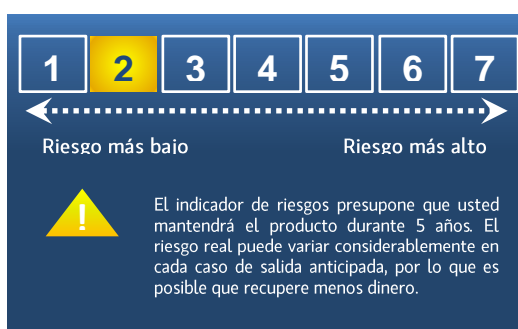 1 2 3 4 5 6 7
Riesgo más bajo Riesgo más alto
!
El indicador de riesgos presupone que usted
mantendrá el producto durante 5 años. El
riesgo real puede variar considerablemente en
cada caso de salida anticipada, por lo que es
posible que recupere menos dinero.